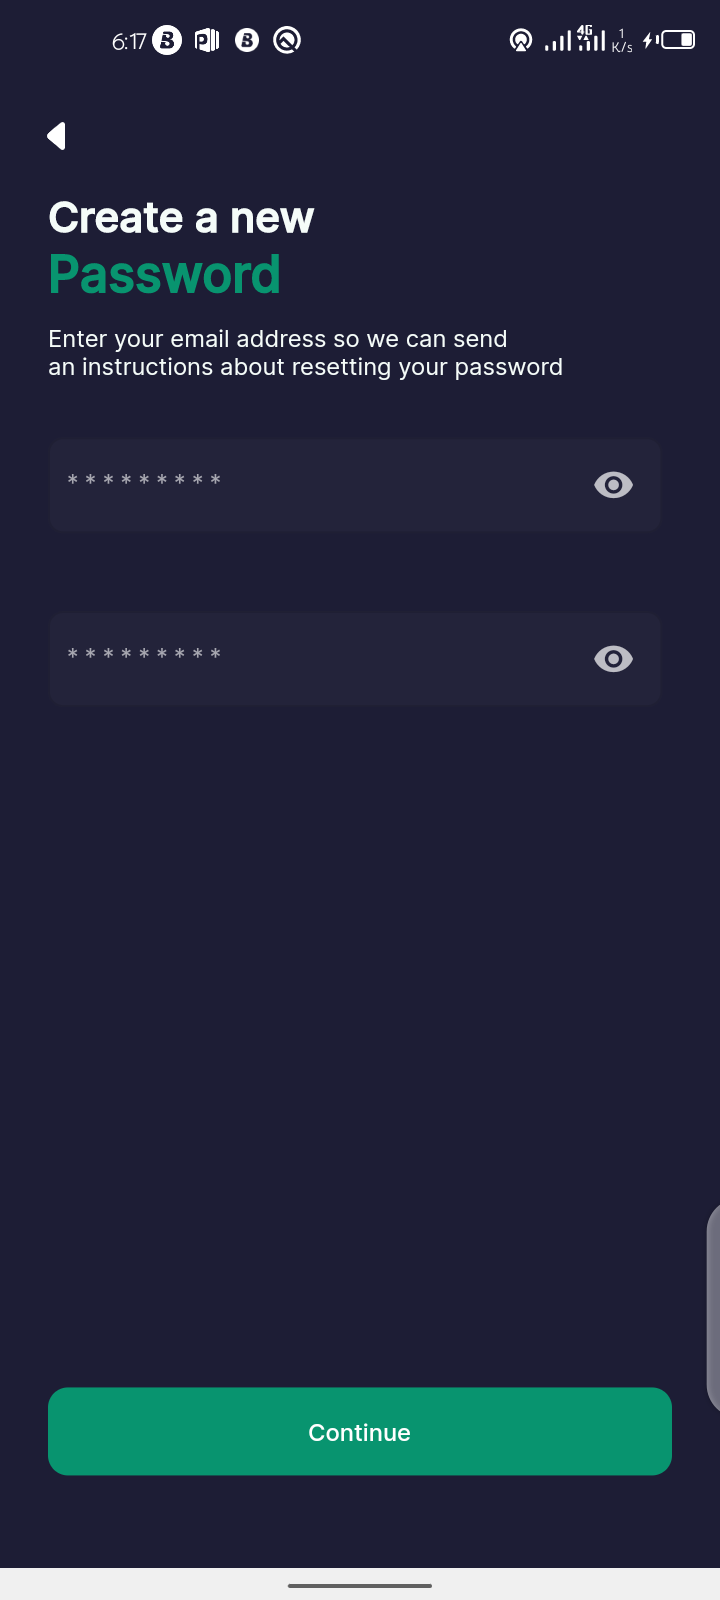 6:17
4G
1
K/s
Create a new
Password
Enter your email address so we can send
an instructions about resetting your password
* * * * * * * * *
* * * * * * * * *
Continue